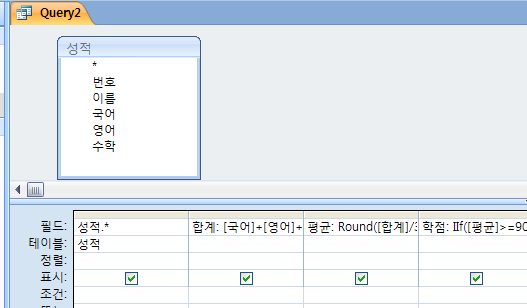 Query2
성적
*
번호
이름
국어
영어
수학
필드: 성적.* 합계: [국어]+[영어]+ 평균: Round([합계]/3 학점: IIf([평균]>=90
테이블: 성적
정렬:
표시:
조건: